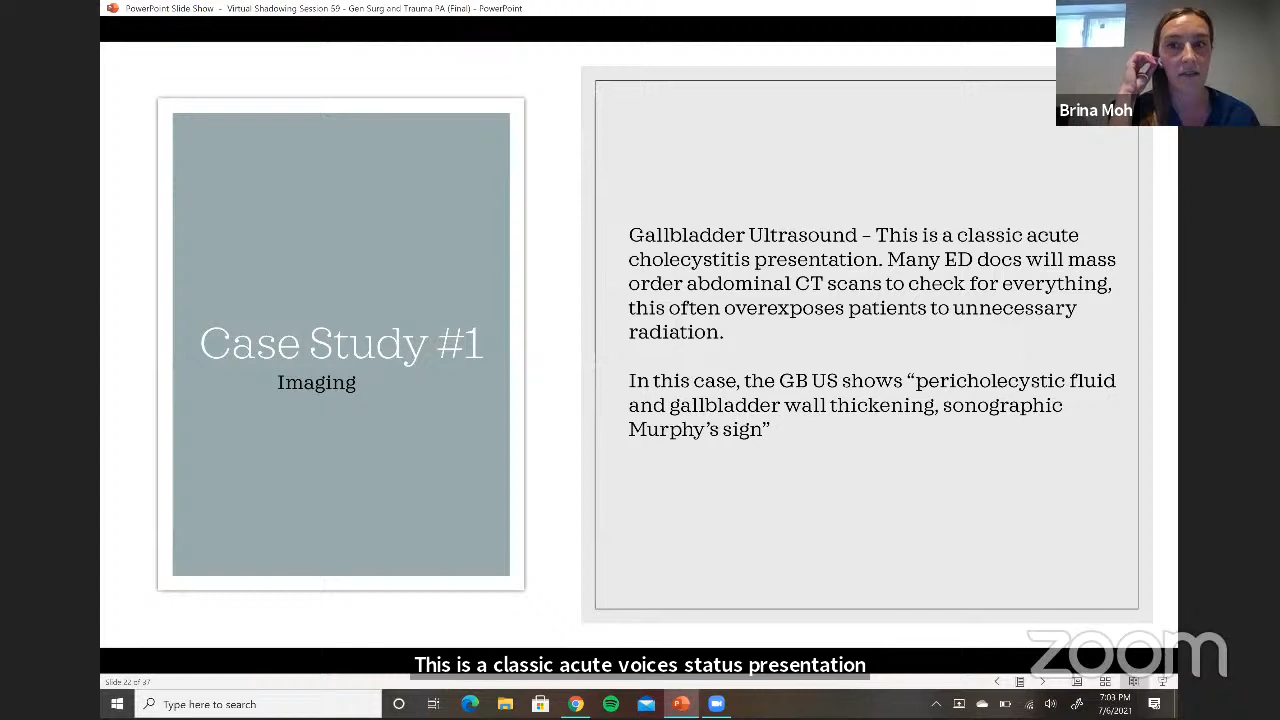 PowerPoint Slide Show - Virtual Shadowing Session 59 - Gen Surg and Trauma PA (Final) - PowerPoint
Brina Moh
Case Study #1
Imaging
Gallbladder Ultrasound – This is a classic acute
cholecystitis presentation. Many ED docs will mass
order abdominal CT scans to check for everything,
this often overexposes patients to unnecessary
radiation.
In this case, the GB US shows “pericholecystic fluid
and gallbladder wall thickening, sonographic
Murphy’s sign”
zoom
This is a classic acute voices status presentation
Slide 22 of 37
Type here to search
7:03 PM
7/6/2021